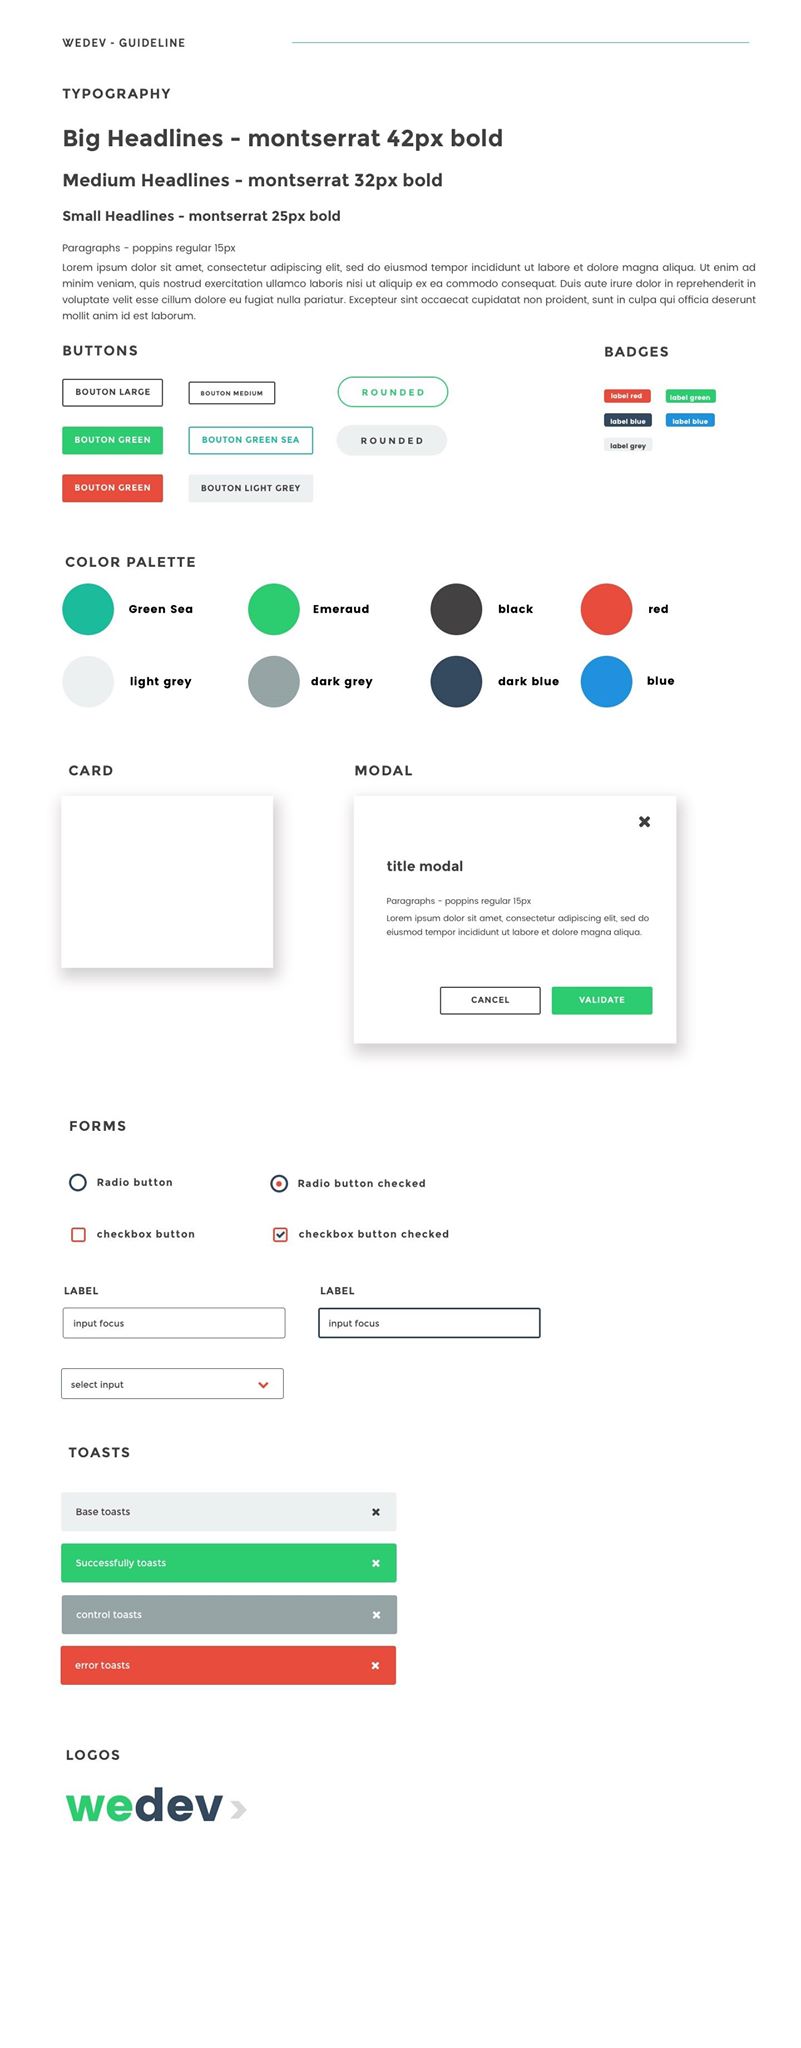 WEDEV - GUIDELINE
TYPOGRAPHY
Big Headlines - montserrat 42px bold
Medium Headlines - montserrat 32px bold
Small Headlines - montserrat 25px bold
Paragraphs - poppins regular 15px
Lorem ipsum dolor sit amet, consectetur adipiscing elit, sed do eiusmod tempor incididunt ut labore et dolore magna aliqua. Ut enim ad
minim veniam, quis nostrud exercitation ullamco laboris nisi ut aliquip ex ea commodo consequat. Duis aute irure dolor in reprehenderit in
voluptate velit esse cillum dolore eu fugiat nulla pariatur. Excepteur sint occaecat cupidatat non proident, sunt in culpa qui officia deserunt
mollit anim id est laborum.
BUTTONS
BOUTON LARGE
BOUTON MEDIUM
ROUNDED
BOUTON GREEN
BOUTON GREEN SEA
ROUNDED
BOUTON GREEN
BOUTON LIGHT GREY
BADGES
label red
label green
label blue
label blue
label grey
COLOR PALETTE
Green Sea
Emeraud
black
red
light grey
dark grey
dark blue
blue
CARD
MODAL
title modal
Paragraphs - poppins regular 15px
Lorem ipsum dolor sit amet, consectetur adipiscing elit, sed do
eiusmod tempor incididunt ut labore et dolore magna aliqua.
CANCEL
VALIDATE
FORMS
Radio button
Radio button checked
checkbox button
checkbox button checked
LABEL
LABEL
input focus
input focus
select input
TOASTS
Base toasts
Successfully toasts
control toasts
error toasts
LOGOS
wedev